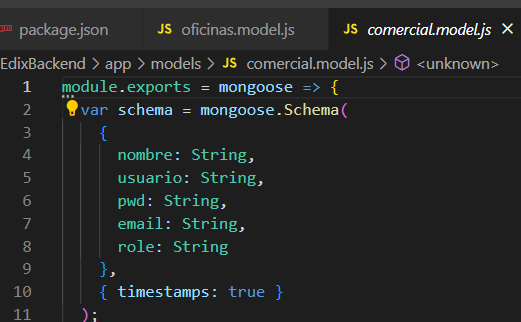 package.json JS oficinas.model.js JS comercial.model.js
EdixBackend > app > models > JS comercial.model.js > <unknown>
1 module.exports = mongoose => {
2 var schema = mongoose.Schema(
3 {
4 nombre: String,
5 usuario: String,
6 pwd: String,
7 email: String,
8 role: String
9 },
10 { timestamps: true }
11 );